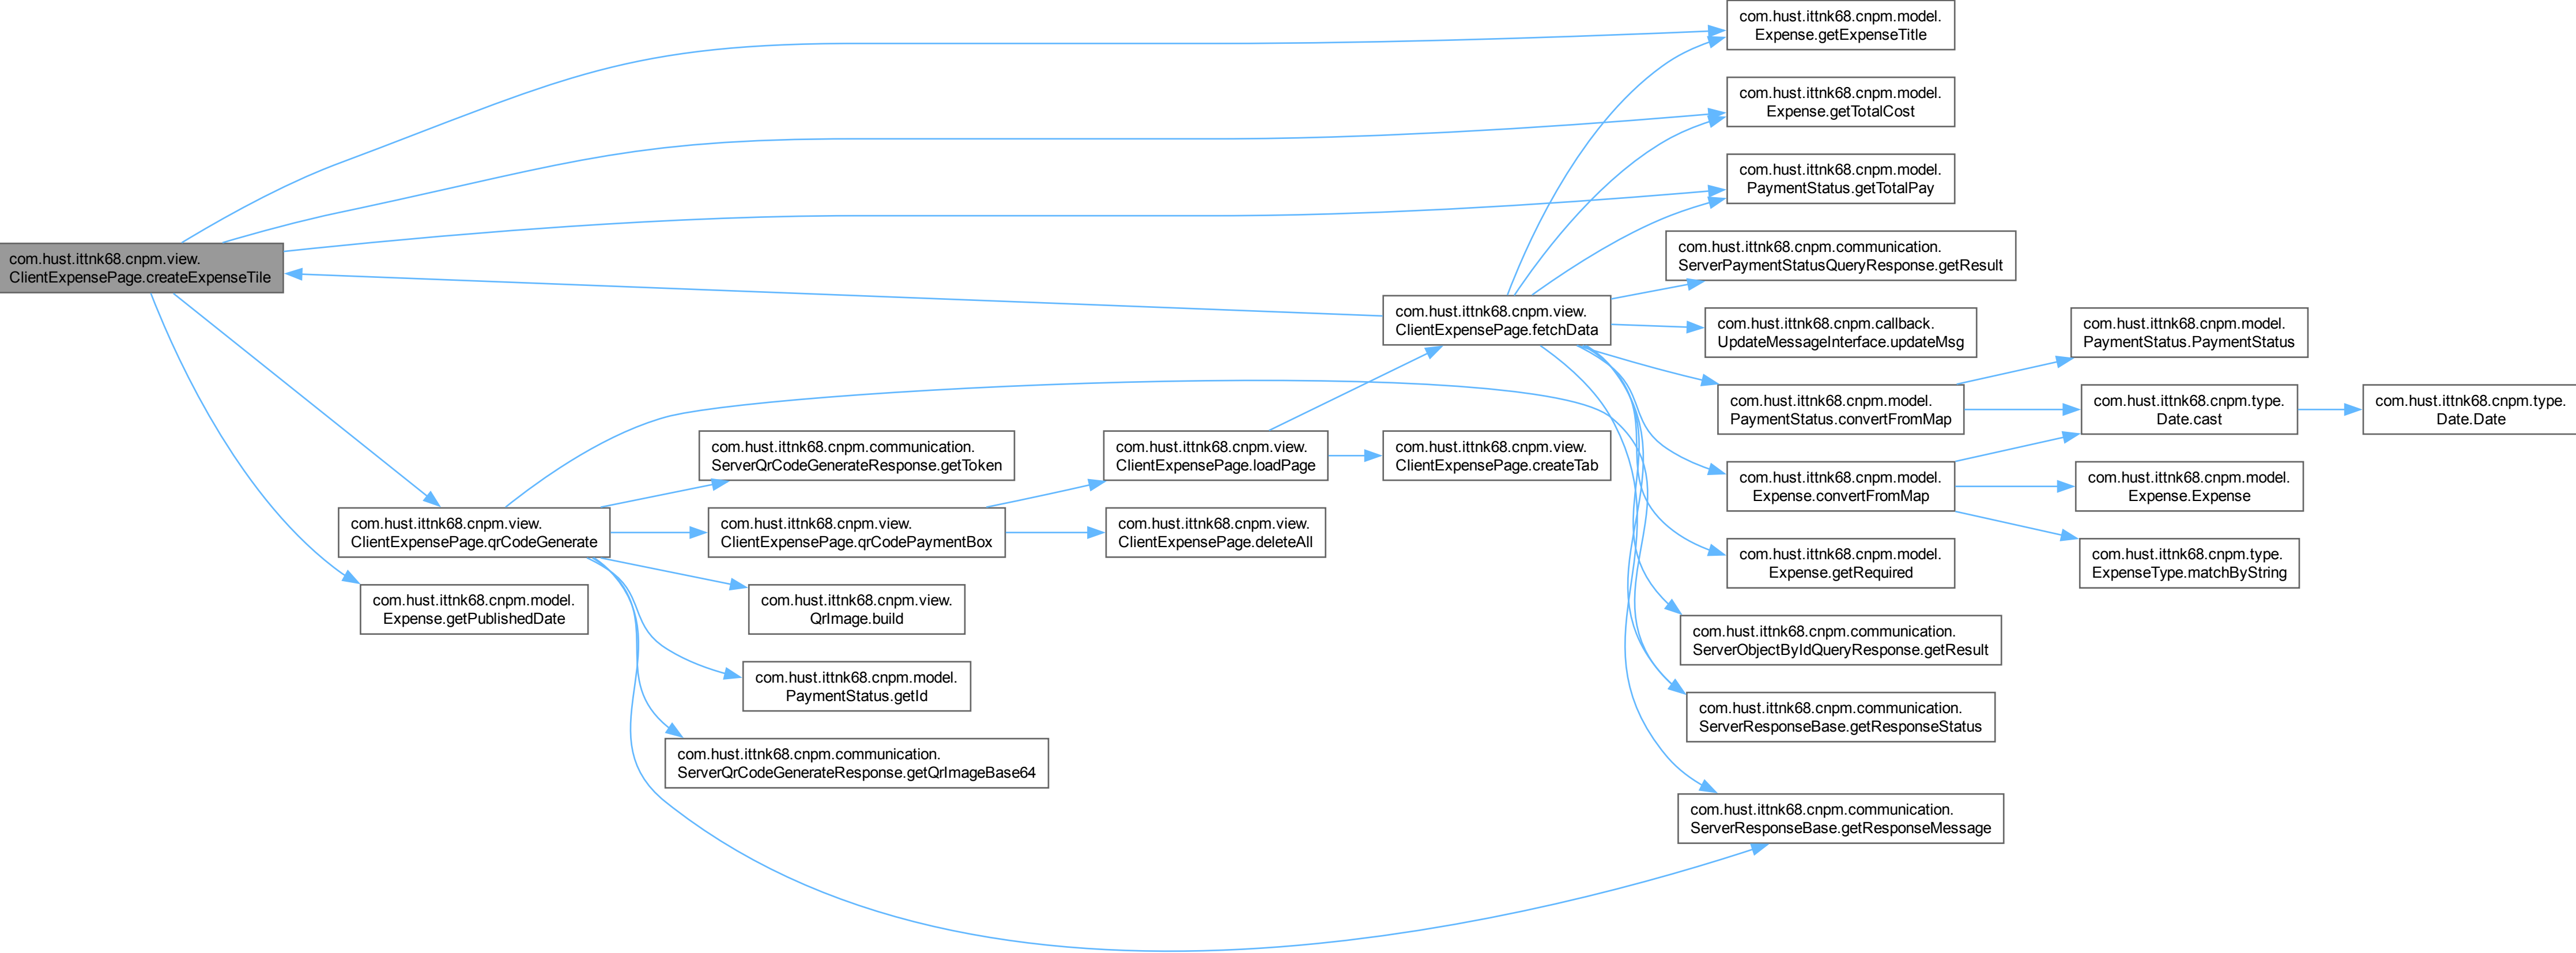 com.hust.ittnk68.cnpm.view.
ClientExpensePage.createExpenseTile
com.hust.ittnk68.cnpm.model.
Expense.getExpenseTitle
com.hust.ittnk68.cnpm.model.
Expense.getTotalCost
com.hust.ittnk68.cnpm.model.
PaymentStatus.getTotalPay
com.hust.ittnk68.cnpm.view.
ClientExpensePage.qrCodeGenerate
com.hust.ittnk68.cnpm.model.
Expense.getPublishedDate
com.hust.ittnk68.cnpm.communication.
ServerQrCodeGenerateResponse.getToken
com.hust.ittnk68.cnpm.view.
ClientExpensePage.qrCodePaymentBox
com.hust.ittnk68.cnpm.view.
QrImage.build
com.hust.ittnk68.cnpm.model.
PaymentStatus.getId
com.hust.ittnk68.cnpm.communication.
ServerQrCodeGenerateResponse.getQrImageBase64
com.hust.ittnk68.cnpm.view.
ClientExpensePage.loadPage
com.hust.ittnk68.cnpm.view.
ClientExpensePage.deleteAll
com.hust.ittnk68.cnpm.view.
ClientExpensePage.fetchData
com.hust.ittnk68.cnpm.view.
ClientExpensePage.createTab
com.hust.ittnk68.cnpm.communication.
ServerPaymentStatusQueryResponse.getResult
com.hust.ittnk68.cnpm.callback.
UpdateMessageInterface.updateMsg
com.hust.ittnk68.cnpm.model.
PaymentStatus.convertFromMap
com.hust.ittnk68.cnpm.model.
Expense.convertFromMap
com.hust.ittnk68.cnpm.model.
Expense.getRequired
com.hust.ittnk68.cnpm.communication.
ServerObjectByIdQueryResponse.getResult
com.hust.ittnk68.cnpm.communication.
ServerResponseBase.getResponseStatus
com.hust.ittnk68.cnpm.communication.
ServerResponseBase.getResponseMessage
com.hust.ittnk68.cnpm.model.
PaymentStatus.PaymentStatus
com.hust.ittnk68.cnpm.type.
Date.cast
com.hust.ittnk68.cnpm.model.
Expense.Expense
com.hust.ittnk68.cnpm.type.
ExpenseType.matchByString
com.hust.ittnk68.cnpm.type.
Date.Date